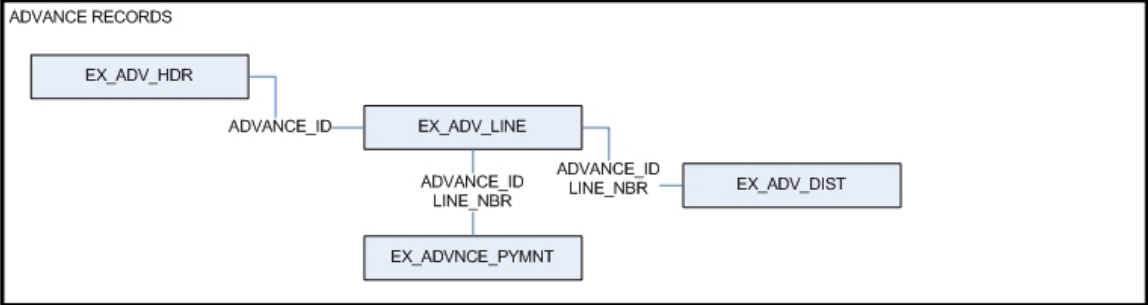 ADVANCE RECORDS
EX_ADV_HDR
ADVANCE_ID
EX_ADV_LINE
ADVANCE_ID
LINE_NBR
ADVANCE_ID
LINE_NBR
EX_ADV_DIST
EX_ADVNCE_PYMNT